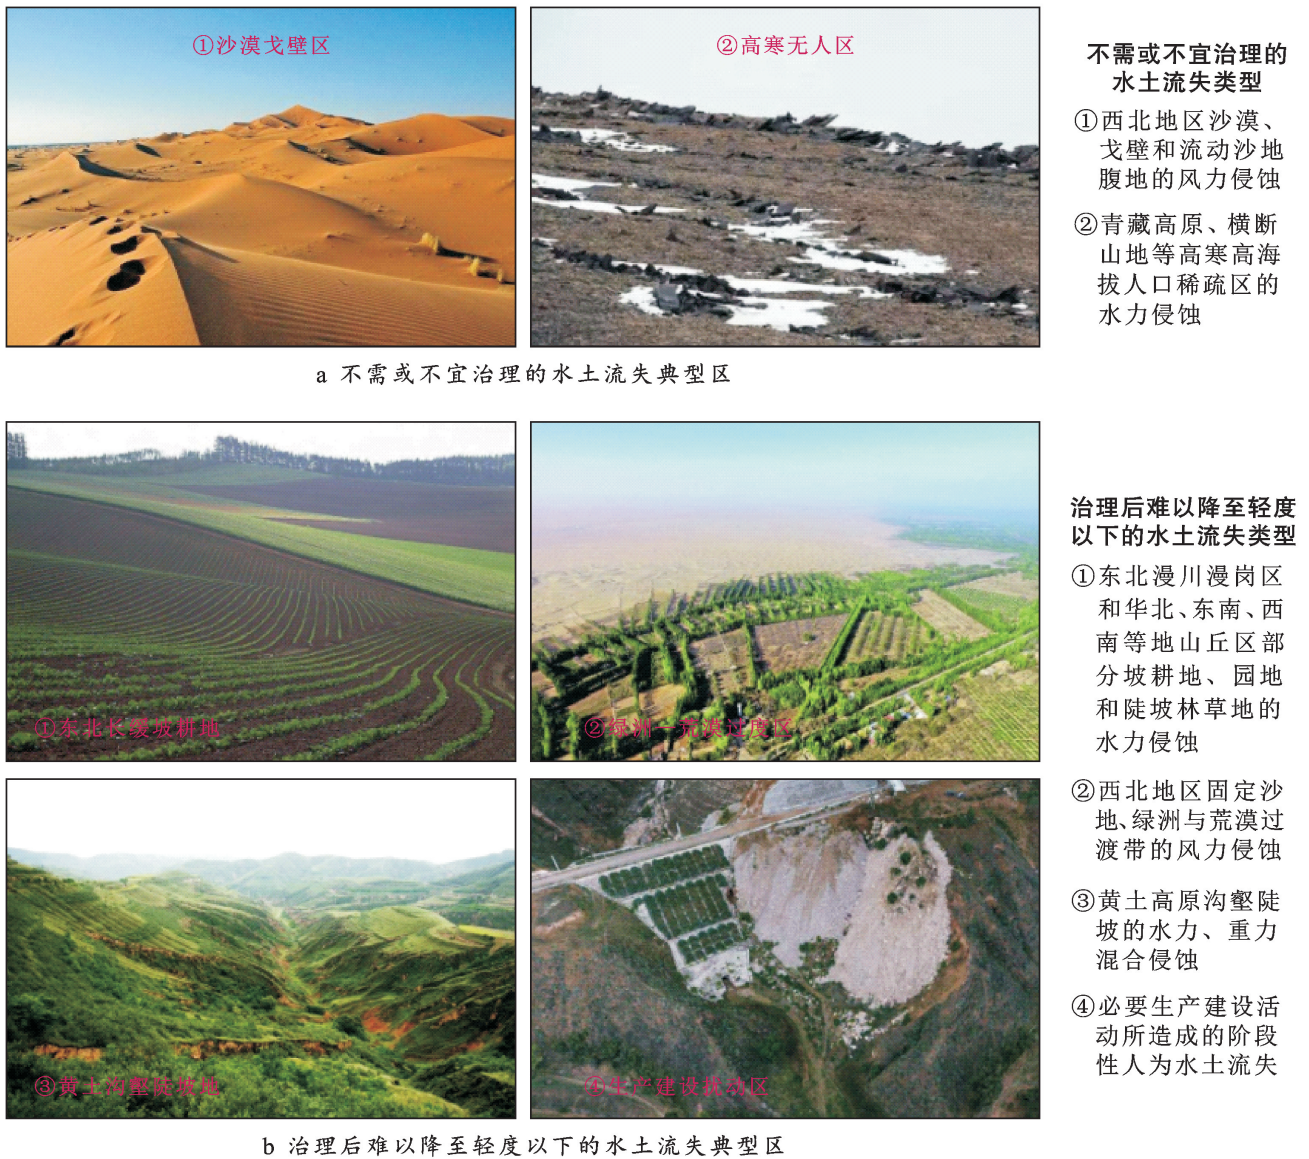 ①沙漠戈壁区
②高寒无人区
不需或不宜治理的
水土流失类型
①西北地区沙漠、
戈壁和流动沙地
腹地的风力侵蚀
②青藏高原、横断
山地等高寒高海
拔人口稀疏区的
水力侵蚀
a 不需或不宜治理的水土流失典型区
①东北长缓坡耕地
②绿洲—荒漠过度区
治理后难以降至轻度
以下的水土流失类型
①东北漫川漫岗区
和华北、东南、西
南等地山丘区部
分坡耕地、园地
和陡坡林草地的
水力侵蚀
②西北地区固定沙
地、绿洲与荒漠过
渡带的风力侵蚀
③黄土高原沟壑陡
坡的水力、重力
混合侵蚀
④必要生产建设活
动所造成的阶段
性人为水土流失
③黄土沟壑陡坡地
④生产建设扰动区
b 治理后难以降至轻度以下的水土流失典型区